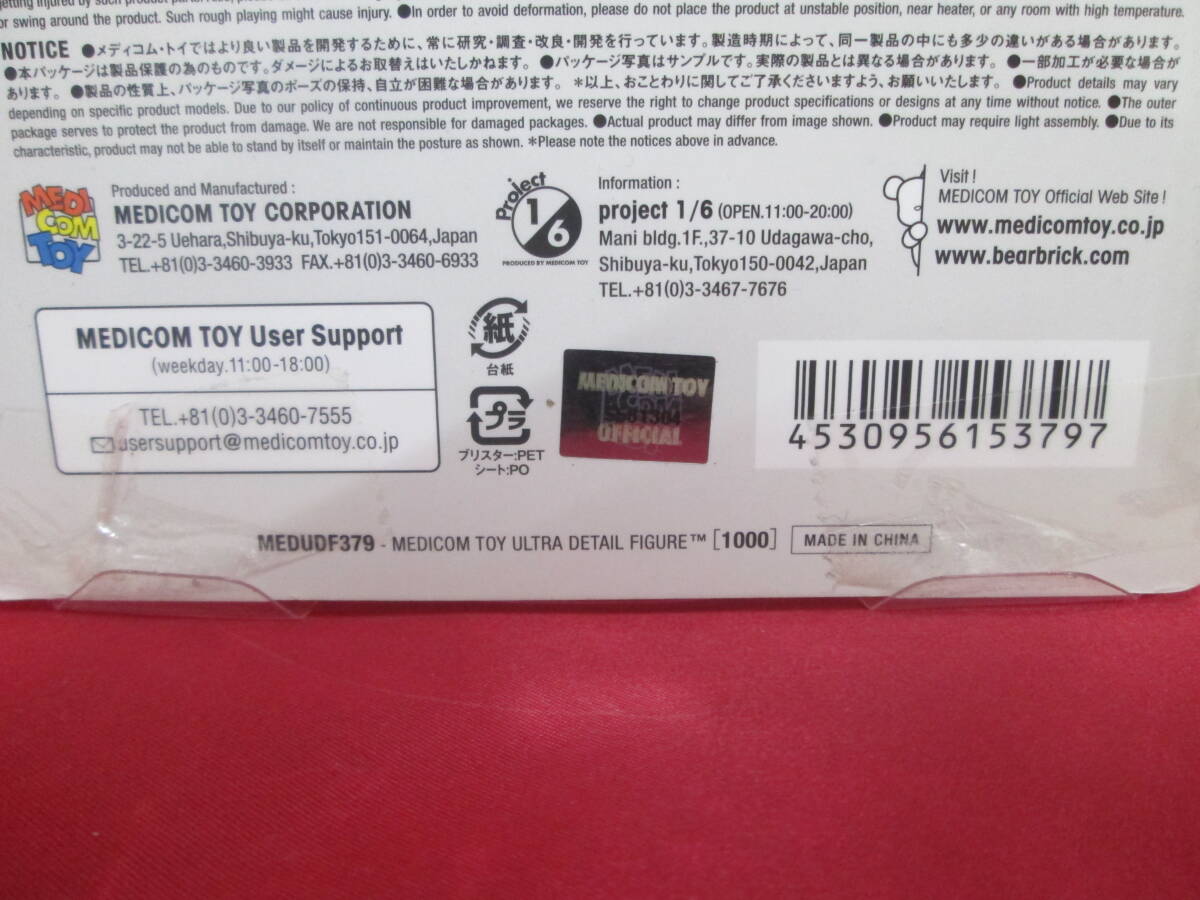 getting injured by such product parts.
or swing around the product. Such rough playing might cause injury. ●In order to avoid deformation, please do not place the product at unstable position, near heater, or any room with high temperature.
NOTICE ●メディコム・トイではより良い製品を開発するために、常に研究・調査・改良・開発を行っています。製造時期によって、同一製品の中にも多少の違いがある場合があります。
●本パッケージは製品保護の為のものです。ダメージによるお取替えはいたしかねます。 ●パッケージ写真はサンプルです。実際の製品とは異なる場合があります。 ●一部加工が必要な場合が
あります。 ●製品の性質上、パッケージ写真のポーズの保持、自立が困難な場合があります。 *以上、おことわりに関してご了承くださいますよう、お願いいたします。 ●Product details may vary
depending on specific product models. Due to our policy of continuous product improvement, we reserve the right to change product specifications or designs at any time without notice. ●The outer
package serves to protect the product from damage. We are not responsible for damaged packages. ●Actual product may differ from image shown. ●Product may require light assembly. ●Due to its
characteristic, product may not be able to stand by itself or maintain the posture as shown. *Please note the notices above in advance.
MEDI
COM
TOY
Produced and Manufactured :
MEDICOM TOY CORPORATION
3-22-5 Uehara,Shibuya-ku,Tokyo151-0064,Japan
TEL.+81(0)3-3460-3933 FAX.+81(0)3-3460-6933
Project
1/6
PRODUCED BY MEDICOM TOY
Information :
project 1/6 (OPEN.11:00-20:00)
Mani bldg.1F.,37-10 Udagawa-cho,
Shibuya-ku,Tokyo150-0042,Japan
TEL.+81(0)3-3467-7676
Visit !
MEDICOM TOY Official Web Site !
www.medicomtoy.co.jp
www.bearbrick.com
MEDICOM TOY User Support
(weekday.11:00-18:00)
TEL.+81(0)3-3460-7555
usersupport@medicomtoy.co.jp
紙
台紙
プラ
ブリスター:PET
シート:PO
MEDICOM TOY
OFFICIAL
4530956153797
MEDUDF379 - MEDICOM TOY ULTRA DETAIL FIGURE™ [1000] MADE IN CHINA